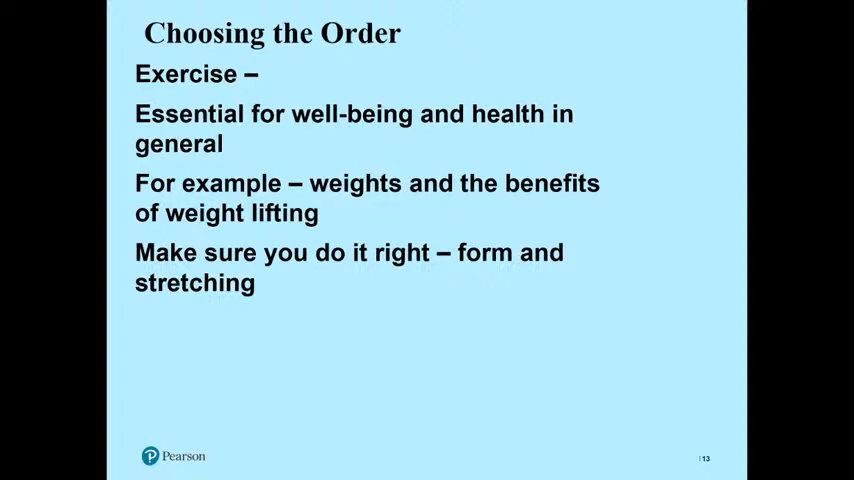 Choosing the Order
Exercise –
Essential for well-being and health in
general
For example – weights and the benefits
of weight lifting
Make sure you do it right – form and
stretching
Pearson
13